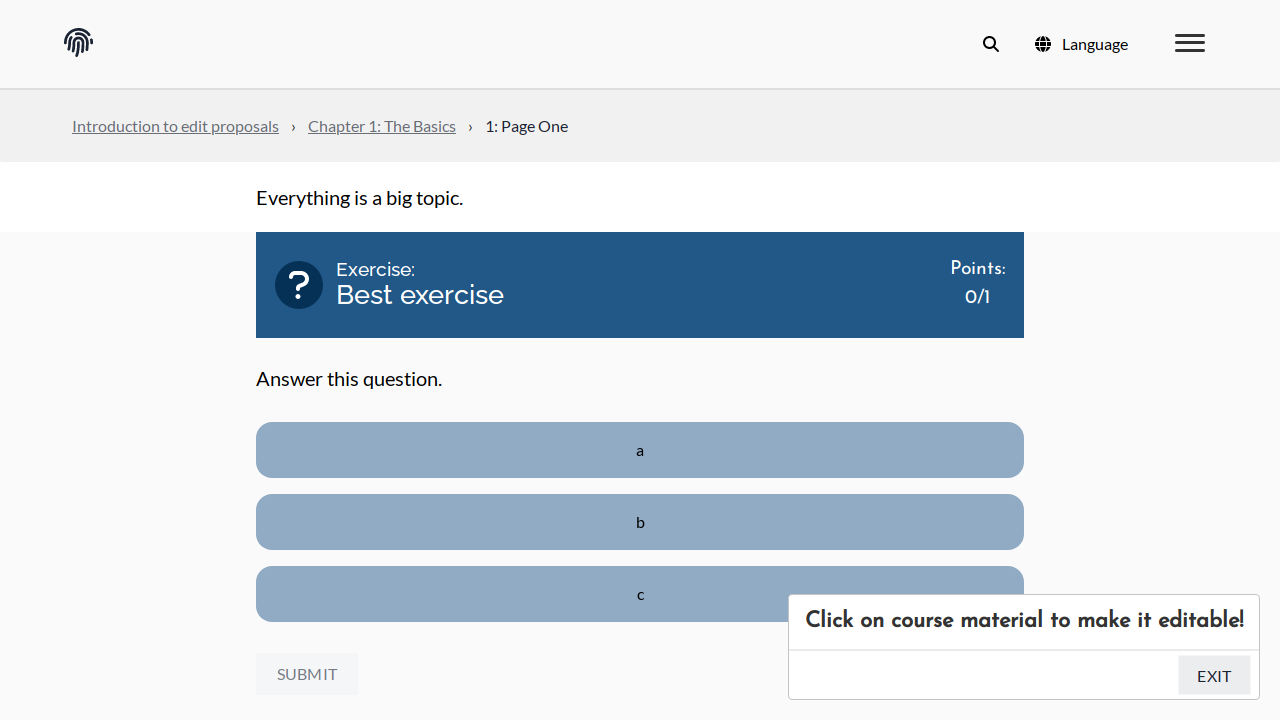 Language
Introduction to edit proposals › Chapter 1: The Basics › 1: Page One
Everything is a big topic.
?
Exercise:
Best exercise
Points:
0/1
Answer this question.
a
b
c
SUBMIT
Click on course material to make it editable!
EXIT